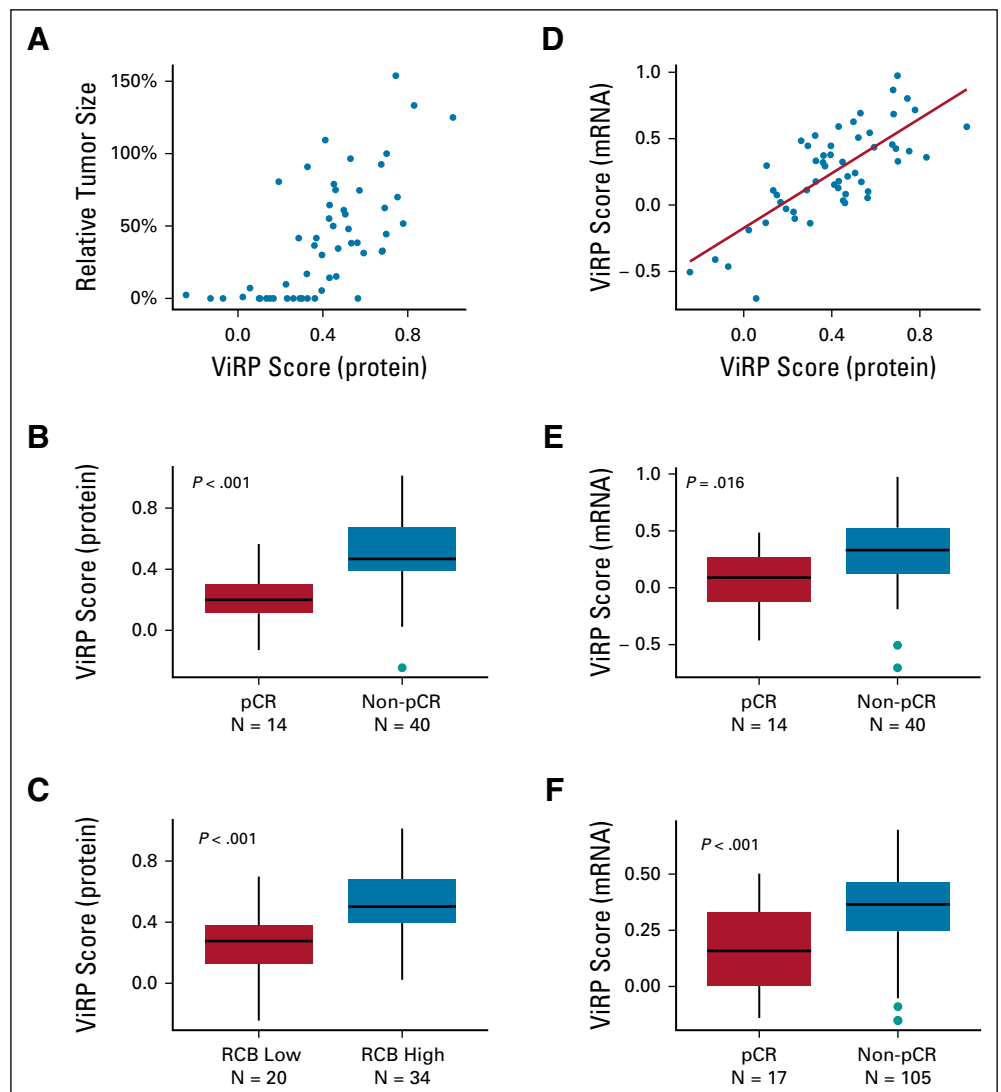 A
Relative Tumor Size
150%
100%
50%
0%
0.0 0.4 0.8
ViRP Score (protein)
D
ViRP Score (mRNA)
1.0
0.5
0.0
– 0.5
0.0 0.4 0.8
ViRP Score (protein)
B
ViRP Score (protein)
P < .001
0.8
0.4
0.0
pCR Non-pCR
N = 14 N = 40
E
ViRP Score (mRNA)
P = .016
1.0
0.5
0.0
– 0.5
pCR Non-pCR
N = 14 N = 40
C
ViRP Score (protein)
P < .001
0.8
0.4
0.0
RCB Low RCB High
N = 20 N = 34
F
ViRP Score (mRNA)
P < .001
0.50
0.25
0.00
pCR Non-pCR
N = 17 N = 105